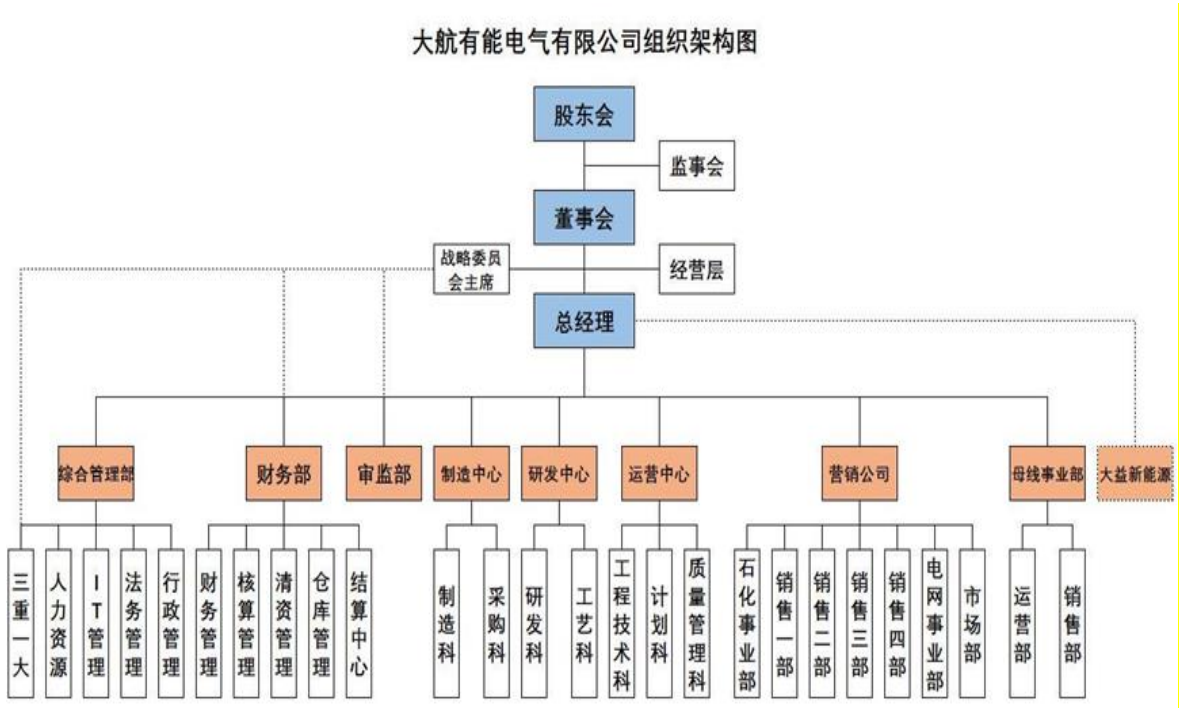 大航有能电气有限公司组织架构图
股东会
监事会
董事会
战略委员
会主席
经营层
总经理
综合管理部
财务部
审监部
制造中心
研发中心
运营中心
营销公司
母线事业部
大益新能源
三重一大
人力资源
IT管理
法务管理
行政管理
财务管理
核算管理
清资管理
仓库管理
结算中心
制造科
采购科
研发科
工艺科
工程技术科
计划科
质量管理科
石化事业部
销售一部
销售二部
销售三部
销售四部
电网事业部
市场部
运营部
销售部